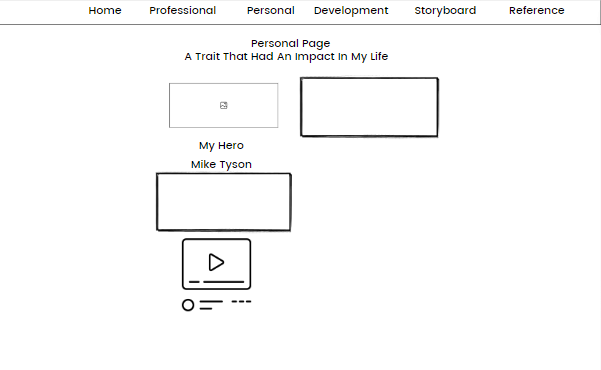 Home Professional Personal Development Storyboard Reference
Personal Page
A Trait That Had An Impact In My Life
My Hero
Mike Tyson